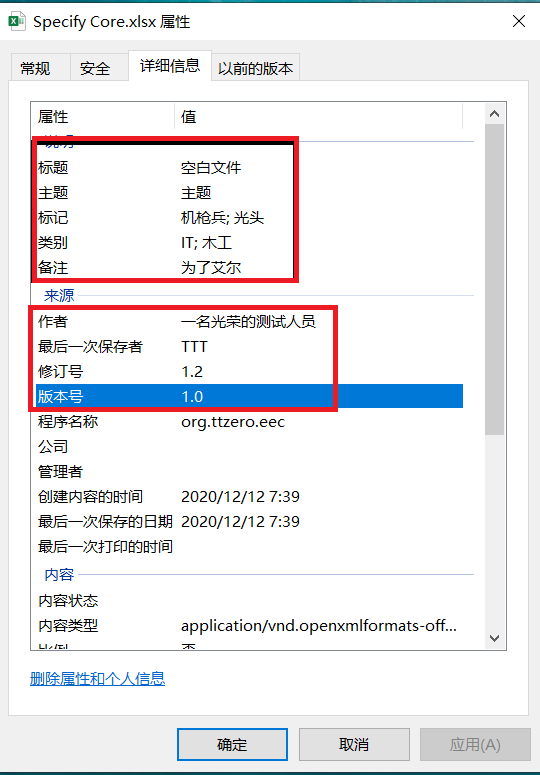 Specify Core.xlsx 属性
常规 安全 详细信息 以前的版本
属性 值
标题 空白文件
主题 主题
标记 机枪兵; 光头
类别 IT; 木工
备注 为了艾尔
来源
作者 一名光荣的测试人员
最后一次保存者 TTT
修订号 1.2
版本号 1.0
程序名称 org.ttzero.eec
公司
管理者
创建内容的时间 2020/12/12 7:39
最后一次保存的日期 2020/12/12 7:39
最后一次打印的时间
内容
内容状态
内容类型 application/vnd.openxmlformats-off...
删除属性和个人信息
确定 取消 应用(A)